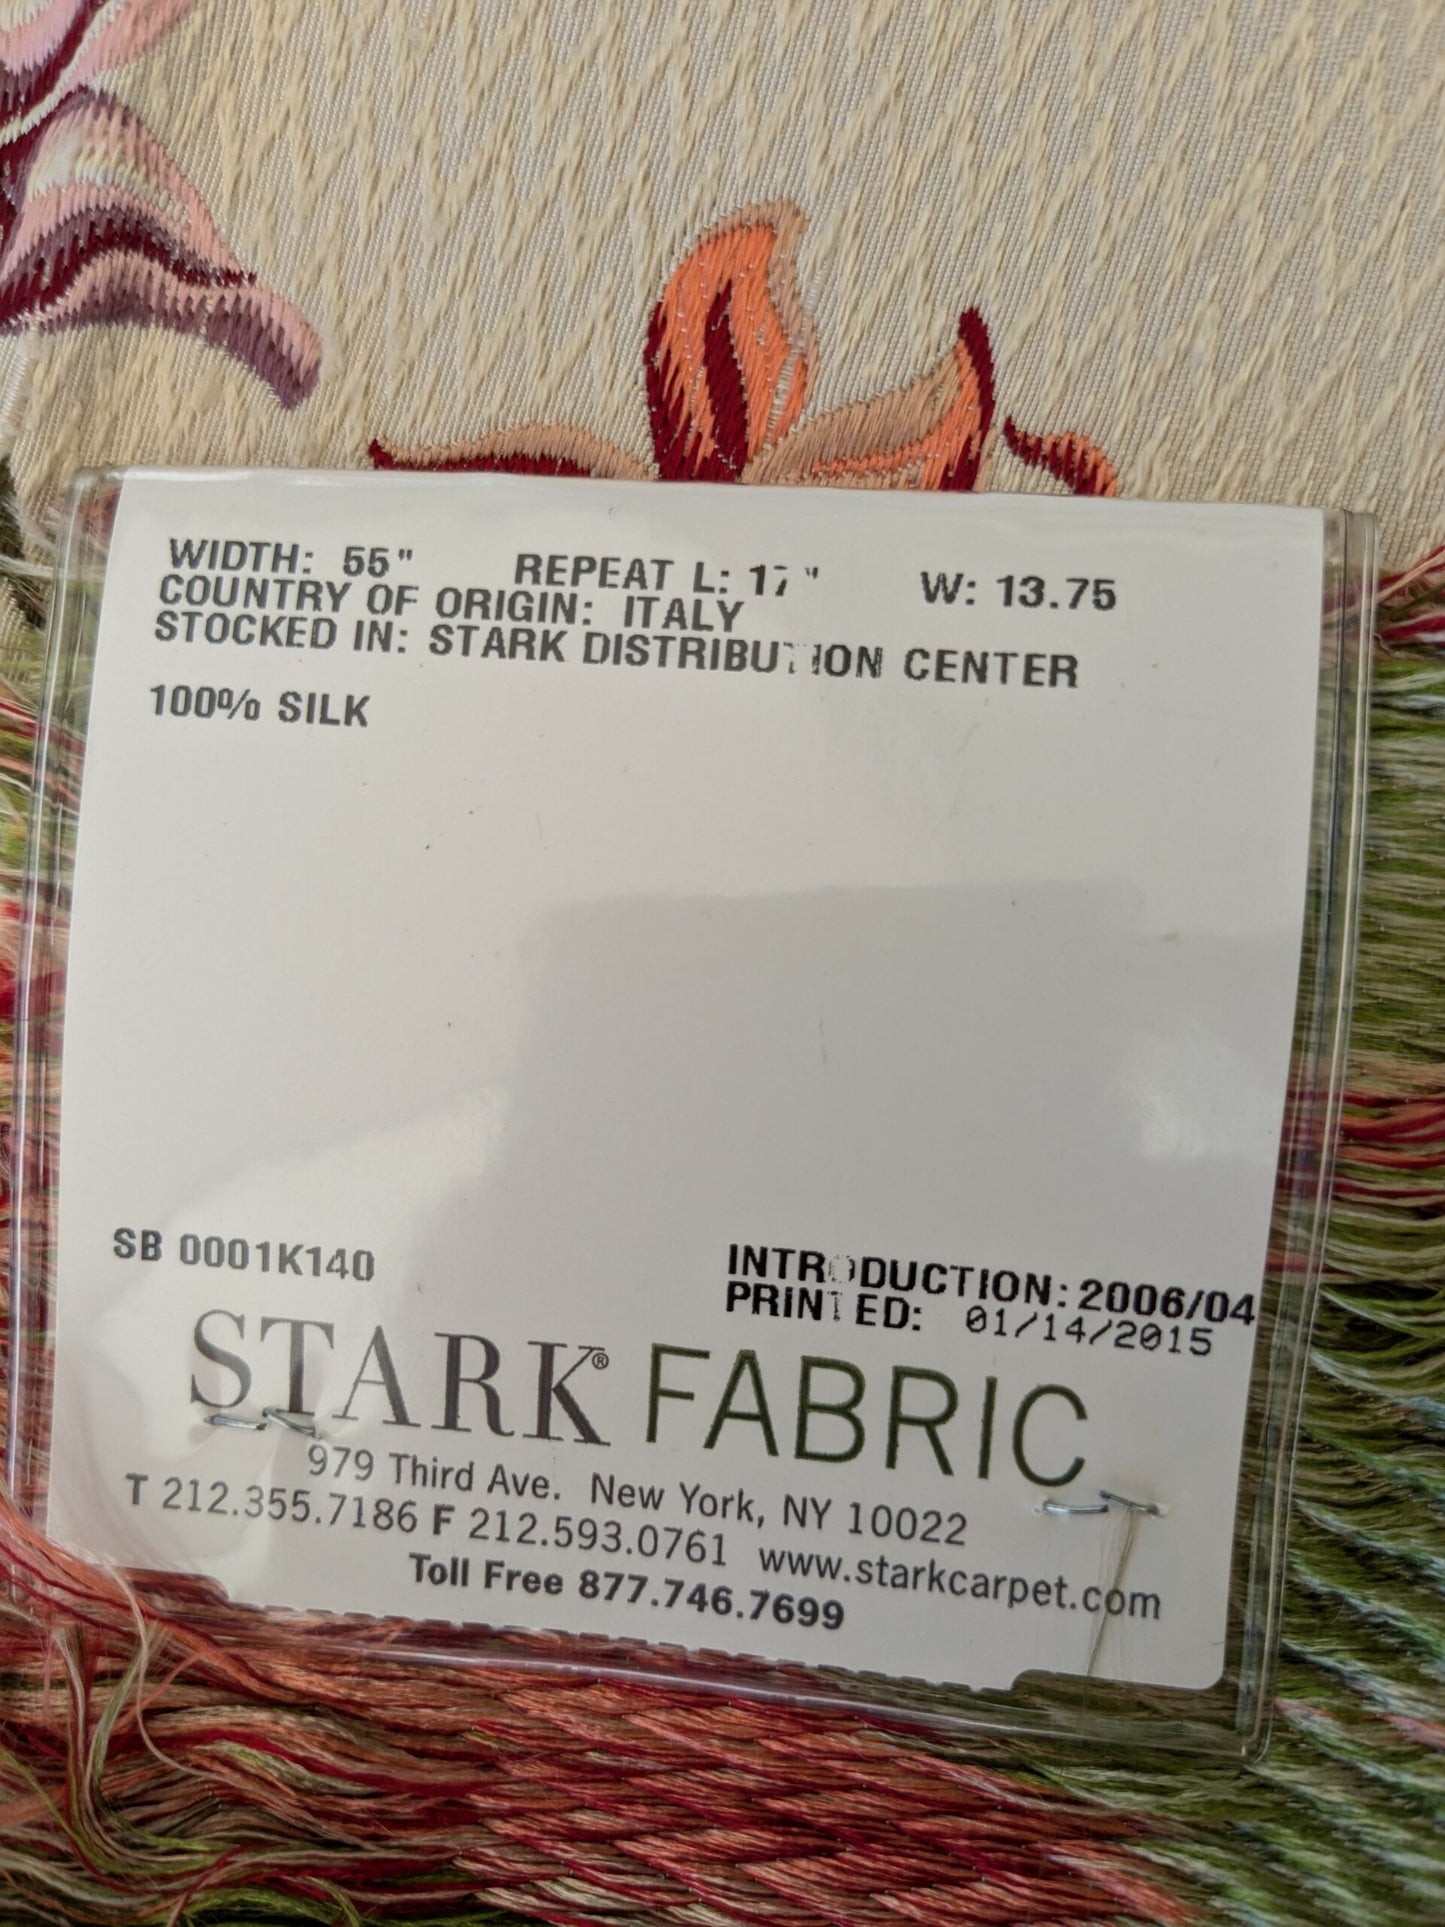 WIDTH: 55" REPEAT L: 17" W: 13.75
COUNTRY OF ORIGIN: ITALY
STOCKED IN: STARK DISTRIBUTION CENTER
100% SILK
SB 0001K140
INTRODUCTION: 2006/04
PRINTED: 01/14/2015
STARK® FABRIC
979 Third Ave. New York, NY 10022
T 212.355.7186 F 212.593.0761 www.starkcarpet.com
Toll Free 877.746.7699